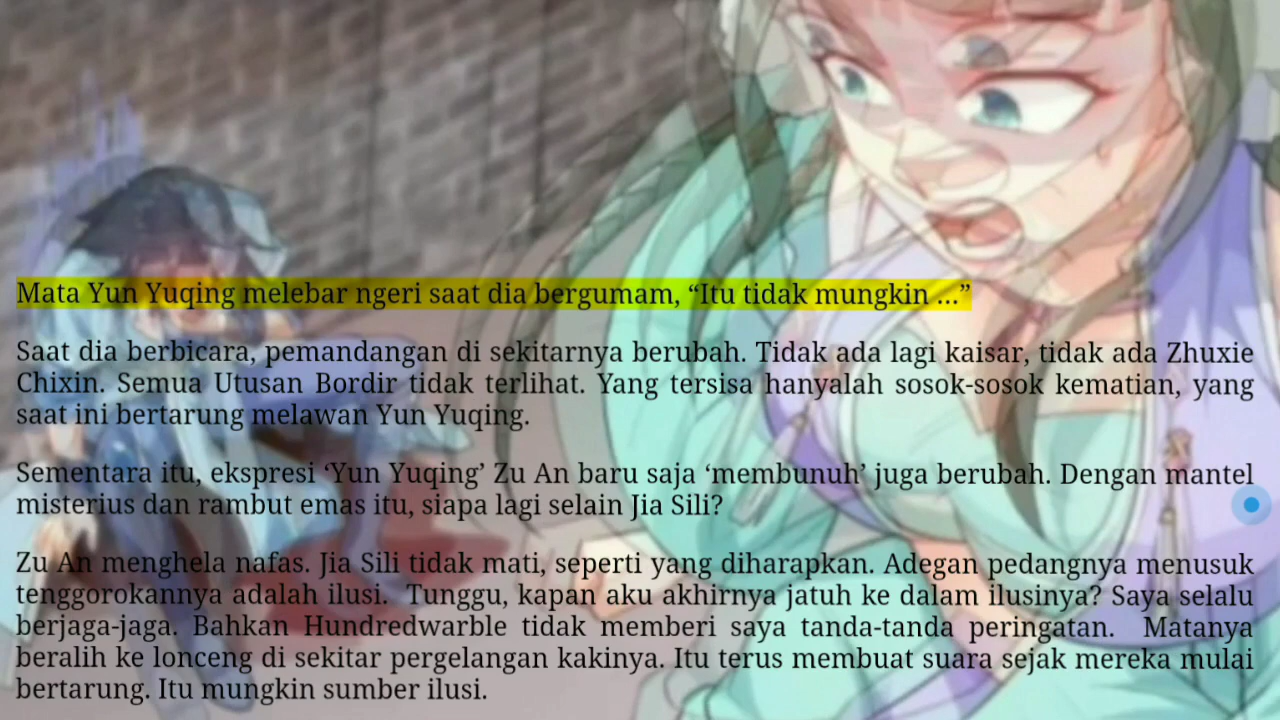 Mata Yun Yuqing melebar ngeri saat dia bergumam, “Itu tidak mungkin ...”
Saat dia berbicara, pemandangan di sekitarnya berubah. Tidak ada lagi kaisar, tidak ada Zhuxie
Chixin. Semua Utusan Bordir tidak terlihat. Yang tersisa hanyalah sosok-sosok kematian, yang
saat ini bertarung melawan Yun Yuqing.
Sementara itu, ekspresi ‘Yun Yuqing’ Zu An baru saja ‘membunuh’ juga berubah. Dengan mantel
misterius dan rambut emas itu, siapa lagi selain Jia Sili?
Zu An menghela nafas. Jia Sili tidak mati, seperti yang diharapkan. Adegan pedangnya menusuk
tenggorokannya adalah ilusi. Tunggu, kapan aku akhirnya jatuh ke dalam ilusinya? Saya selalu
berjaga-jaga. Bahkan Hundredwarble tidak memberi saya tanda-tanda peringatan. Matanya
beralih ke lonceng di sekitar pergelangan kakinya. Itu terus membuat suara sejak mereka mulai
bertarung. Itu mungkin sumber ilusi.